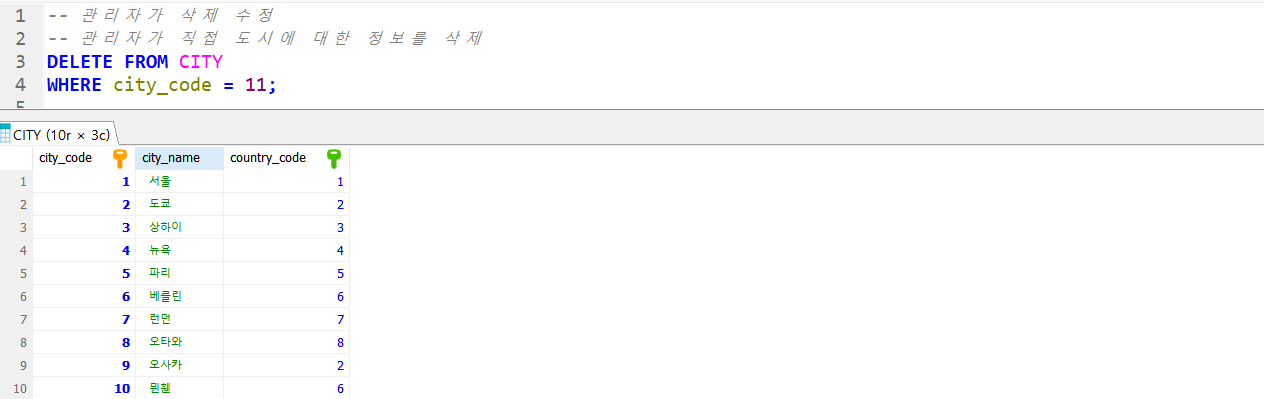 1 -- 관리자가 삭제 수정
2 -- 관리자가 직접 도시에 대한 정보를 삭제
3 DELETE FROM CITY
4 WHERE city_code = 11;
5
CITY (10r × 3c)
city_code city_name country_code
1 1 서울 1
2 2 도쿄 2
3 3 상하이 3
4 4 뉴욕 4
5 5 파리 5
6 6 베를린 6
7 7 런던 7
8 8 오타와 8
9 9 오사카 2
10 10 뮌헨 6